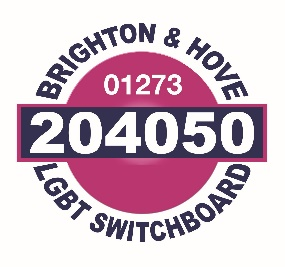 BRIGHTON & HOVE
01273
204050
LGBT SWITCHBOARD